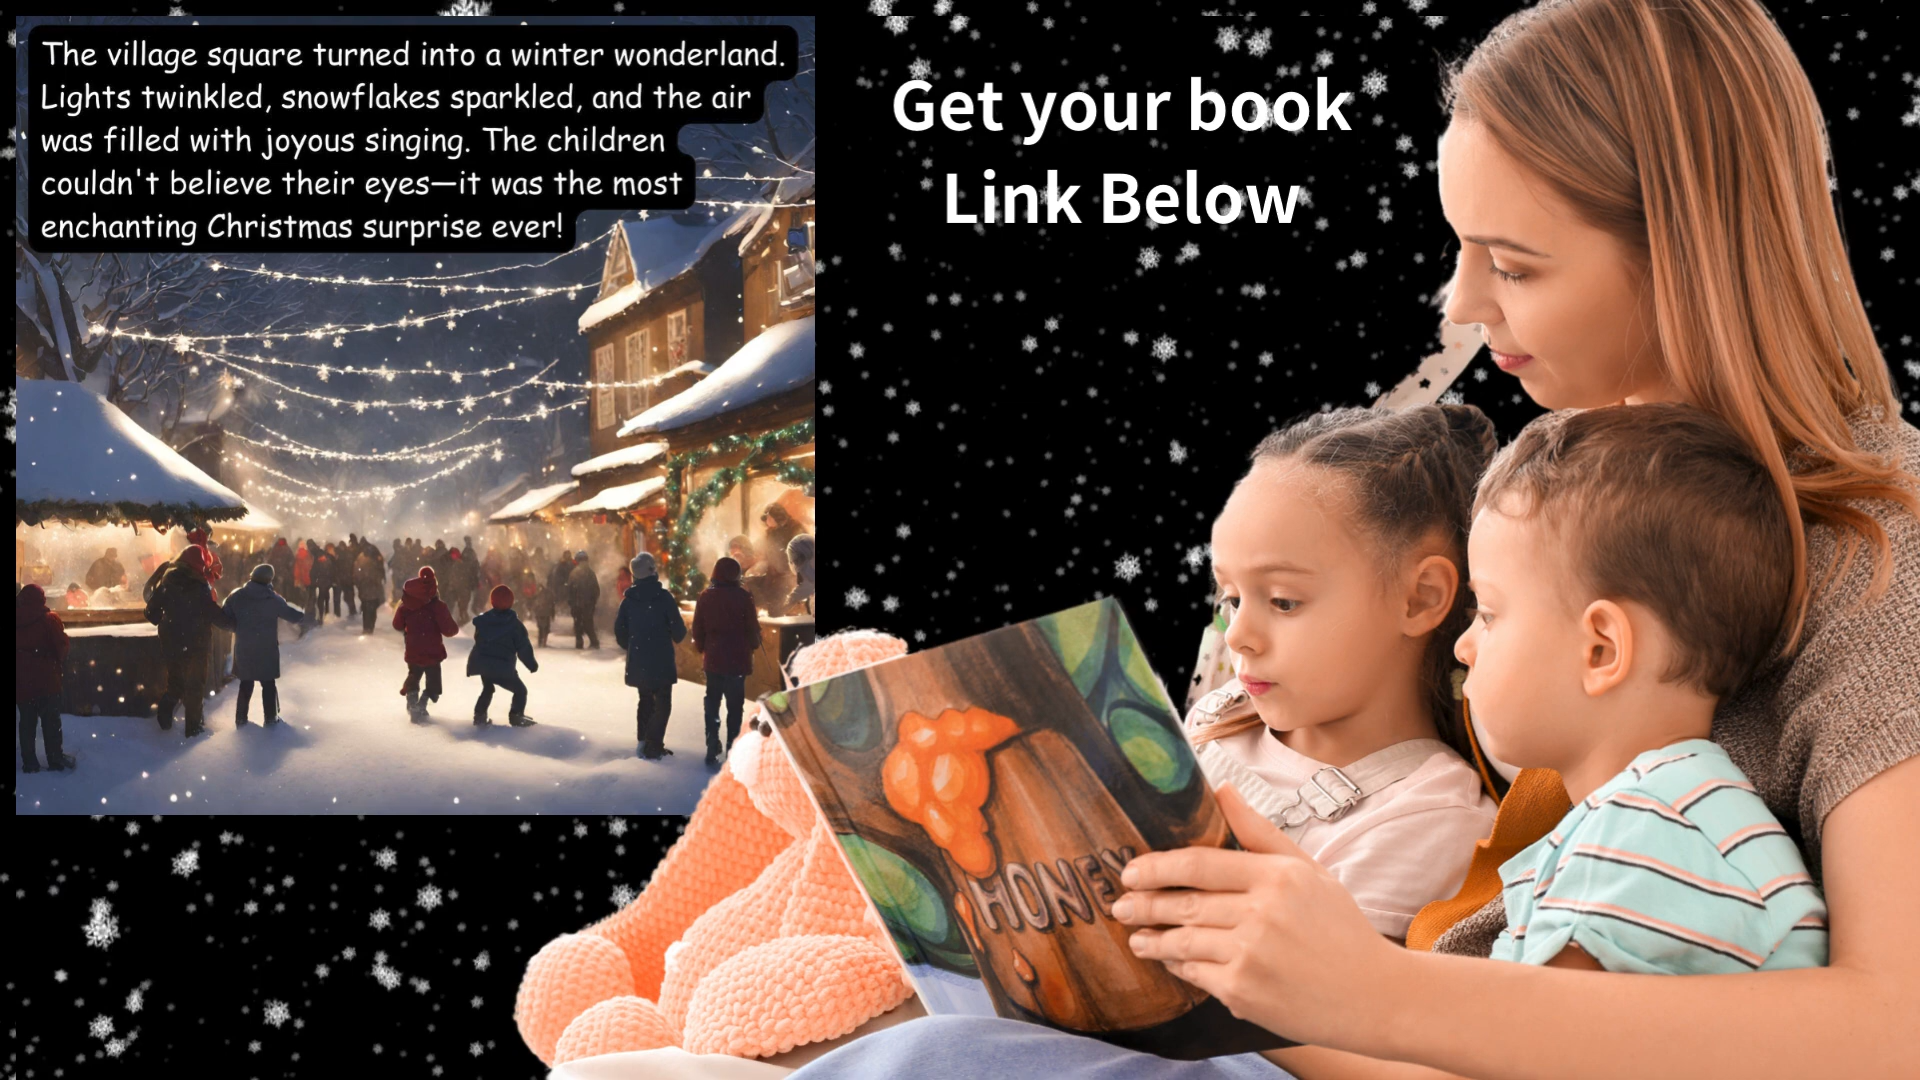 The village square turned into a winter wonderland.
Lights twinkled, snowflakes sparkled, and the air
was filled with joyous singing. The children
couldn't believe their eyes—it was the most
enchanting Christmas surprise ever!
Get your book
Link Below
HONEY